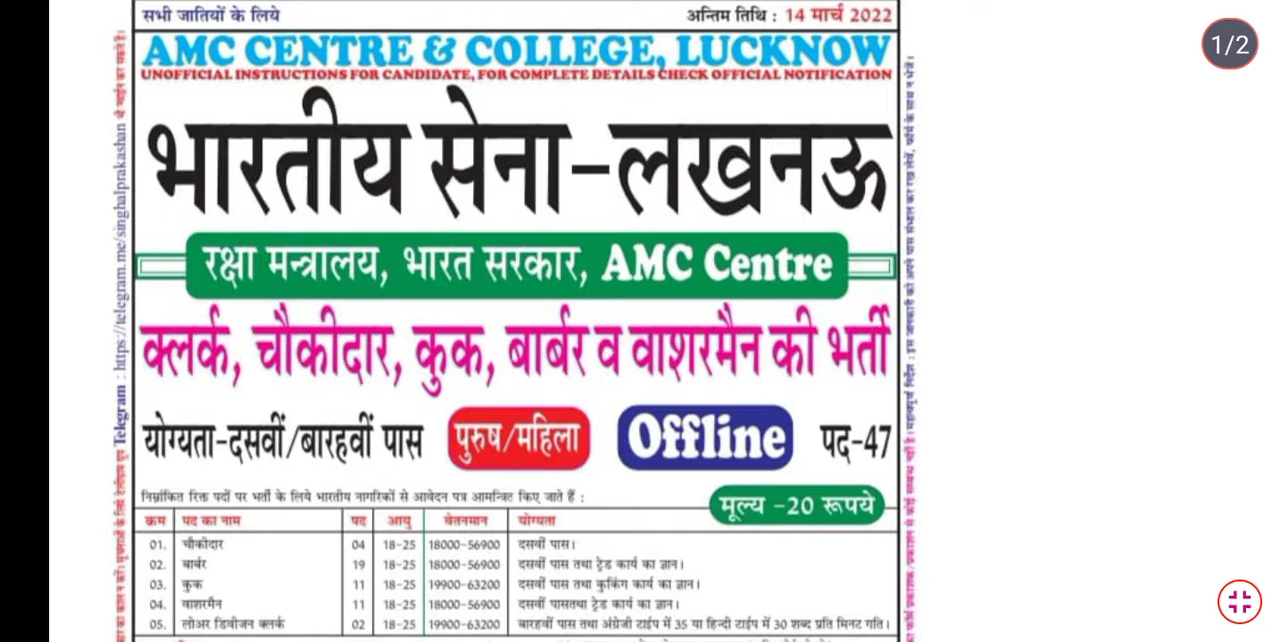 सभी जातियों के लिये
अन्तिम तिथि : 14 मार्च 2022
1/2
AMC CENTRE & COLLEGE, LUCKNOW
UNOFFICIAL INSTRUCTIONS FOR CANDIDATE, FOR COMPLETE DETAILS CHECK OFFICIAL NOTIFICATION
भारतीय सेना-लखनऊ
रक्षा मन्त्रालय, भारत सरकार, AMC Centre
क्लर्क, चौकीदार, कुक, बार्बर व वाशरमैन की भर्ती
योग्यता-दसवीं/बारहवीं पास पुरुष/महिला Offline पद-47
निम्नांकित रिक्त पदों पर भर्ती के लिये भारतीय नागरिकों से आवेदन पत्र आमन्त्रित किए जाते हैं :
मूल्य -20 रूपये
क्रम पद का नाम पद आयु वेतनमान योग्यता
01. चौकीदार 04 18-25 18000-56900 दसवीं पास।
02. बार्बर 19 18-25 18000-56900 दसवीं पास तथा ट्रेड कार्य का ज्ञान।
03. कुक 11 18-25 19900-63200 दसवीं पास तथा कुकिंग कार्य का ज्ञान।
04. वाशरमैन 11 18-25 18000-56900 दसवीं पासतथा ट्रेड कार्य का ज्ञान।
05. लोअर डिवीजन क्लर्क 02 18-25 19900-63200 बारहवीं पास तथा अंग्रेजी टाईप में 35 या हिन्दी टाईप में 30 शब्द प्रति मिनट गति।
Telegram : https://telegram.me/singhalprakashan